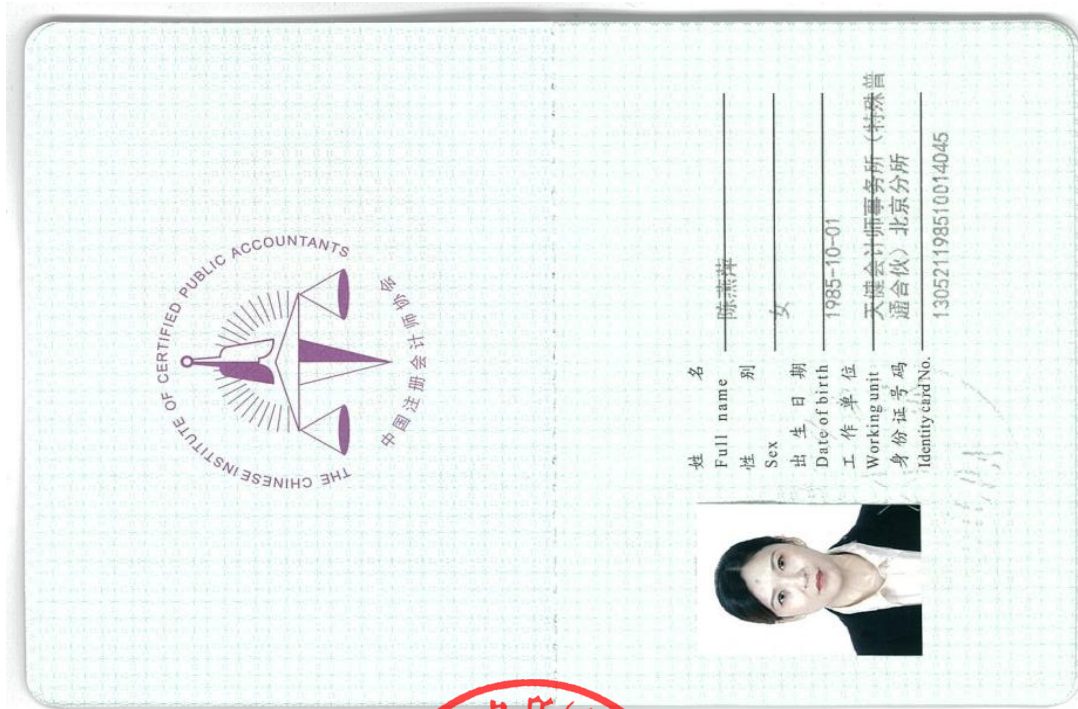 THE CHINESE INSTITUTE OF CERTIFIED PUBLIC ACCOUNTANTS
中国注册会计师协会
姓 名 陈燕萍
Full name
性 别 女
Sex
出生日期 1985-10-01
Date of birth
工作单位 天健会计师事务所（特殊普
Working unit 通合伙）北京分所
身份证号码 130521198510014045
Identity card No.